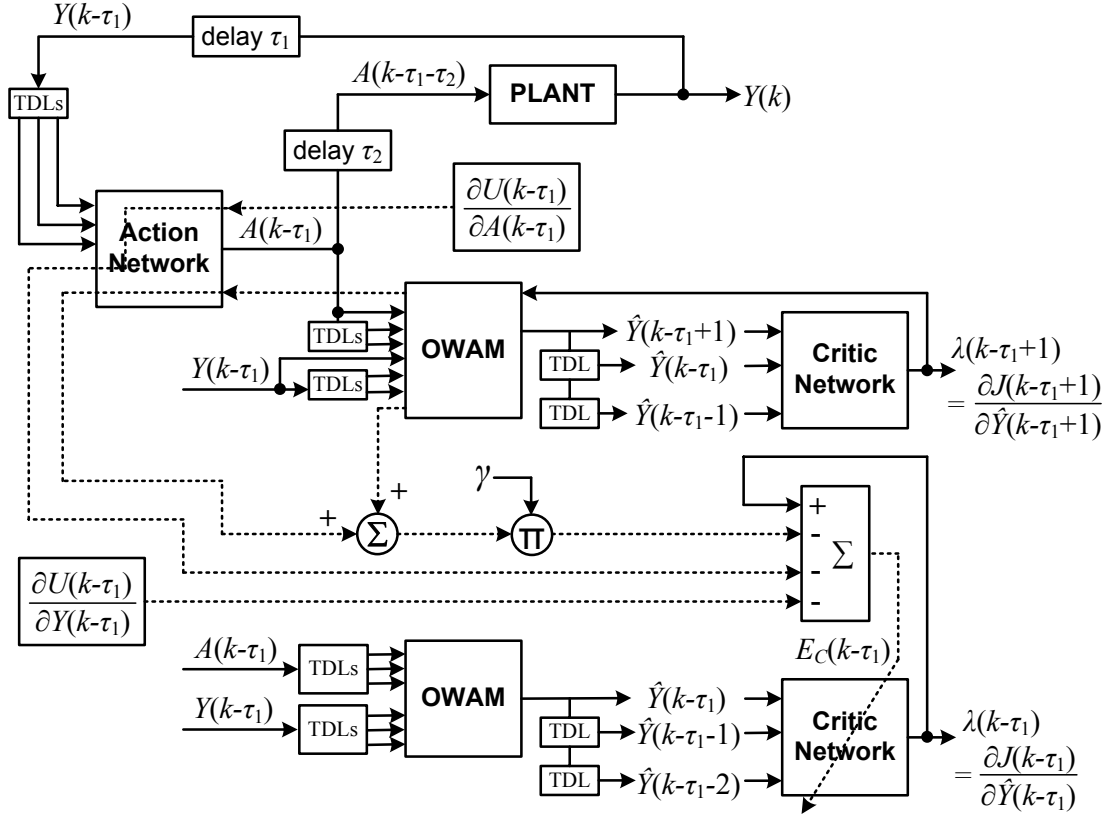 Y(k-τ₁)
delay τ₁
A(k-τ₁-τ₂)
PLANT
Y(k)
TDLs
delay τ₂
∂U(k-τ₁)
∂A(k-τ₁)
Action
Network
A(k-τ₁)
TDLs
OWAM
Y(k-τ₁)
TDLs
Ŷ(k-τ₁+1)
TDL
Ŷ(k-τ₁)
TDL
Ŷ(k-τ₁-1)
Critic
Network
λ(k-τ₁+1)
= ∂J(k-τ₁+1)
∂Ŷ(k-τ₁+1)
γ
+
+
Σ
π
+
-
-
-
Σ
∂U(k-τ₁)
∂Y(k-τ₁)
E_C(k-τ₁)
A(k-τ₁)
TDLs
Y(k-τ₁)
TDLs
OWAM
Ŷ(k-τ₁)
TDL
Ŷ(k-τ₁-1)
TDL
Ŷ(k-τ₁-2)
Critic
Network
λ(k-τ₁)
= ∂J(k-τ₁)
∂Ŷ(k-τ₁)